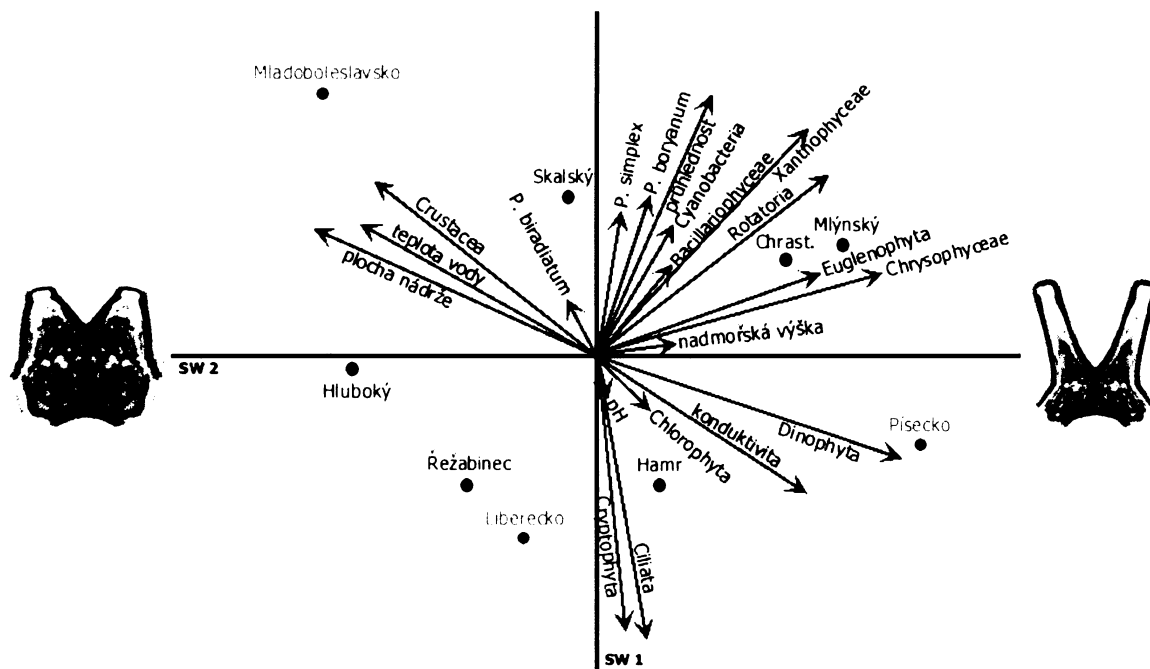 Mladoboleslavsko
Skalský
P. biradiatum
P. simplex
P. boryanum
průhlednost
Cyanobacteria
Bacillariophyceae
Xanthophyceae
Rotatoria
Mlýnský
Chrast.
Euglenophyta
Chrysophyceae
nadmořská výška
Crustacea
teplota vody
plocha nádrže
SW 2
Hluboký
pH
Chlorophyta
konduktivita
Dinophyta
Písecko
Řežabinec
Hamr
Liberecko
Cryptophyta
Ciliata
SW 1